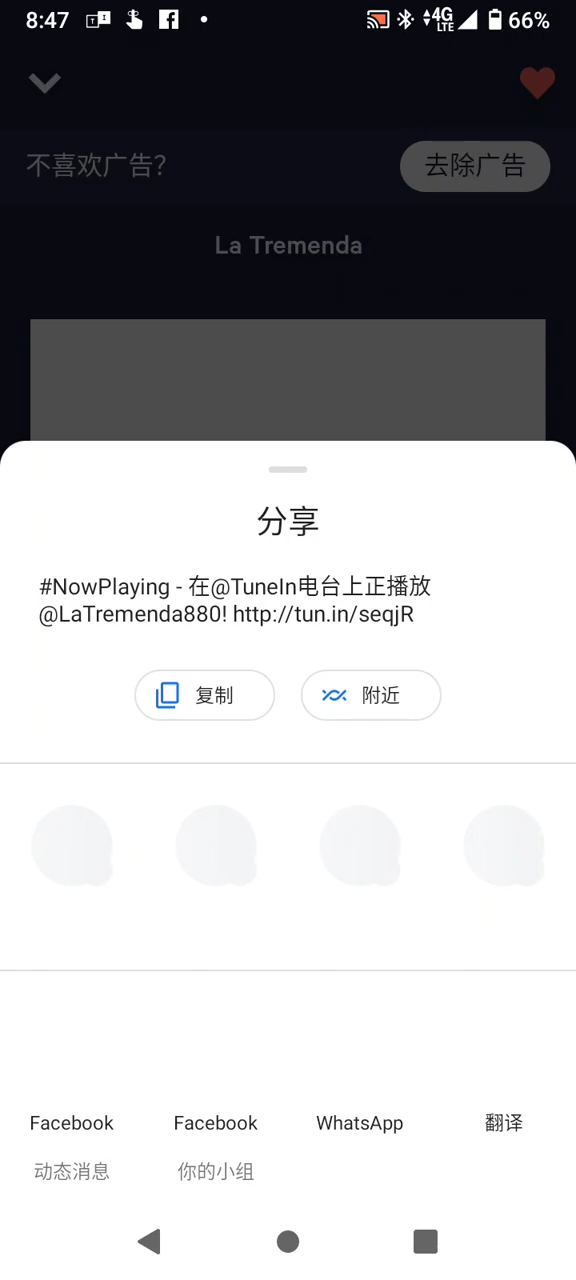 8:47
4G
LTE
66%
不喜欢广告?
去除广告
La Tremenda
分享
#NowPlaying - 在@TuneIn电台上正播放
@LaTremenda880! http://tun.in/seqjR
复制
附近
Facebook
Facebook
WhatsApp
翻译
动态消息
你的小组